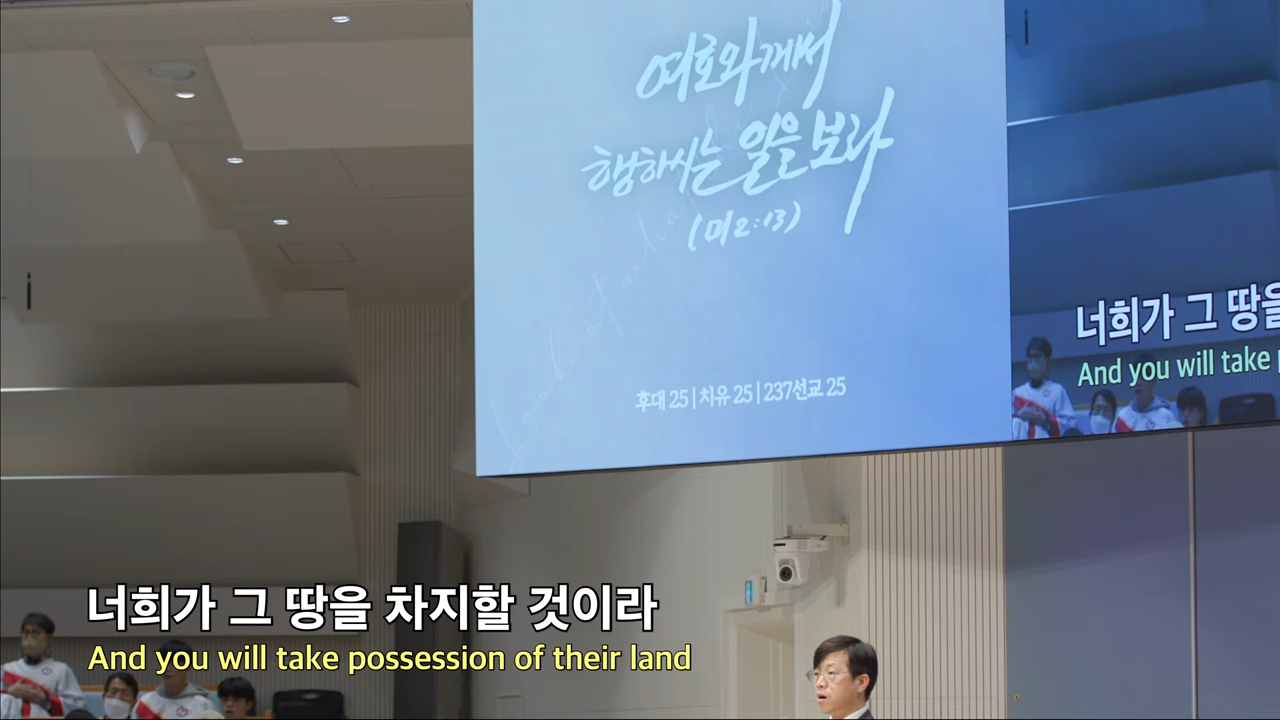 여호와께서
행하시는 일을 보라
(미2:13)
후대 25 | 치유 25 | 237선교 25
너희가 그 땅을
And you will take
너희가 그 땅을 차지할 것이라
And you will take possession of their land